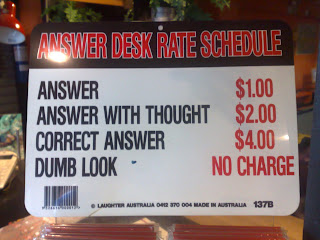 ANSWER DESK RATE SCHEDULE
ANSWER $1.00
ANSWER WITH THOUGHT $2.00
CORRECT ANSWER $4.00
DUMB LOOK NO CHARGE
© LAUGHTER AUSTRALIA 0412 370 004 MADE IN AUSTRALIA 137B